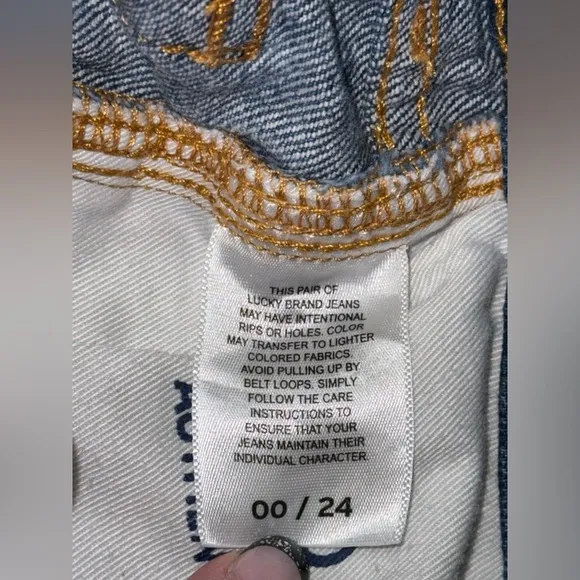 THIS PAIR OF
LUCKY BRAND JEANS
MAY HAVE INTENTIONAL
RIPS OR HOLES. COLOR
MAY TRANSFER TO LIGHTER
COLORED FABRICS.
AVOID PULLING UP BY
BELT LOOPS. SIMPLY
FOLLOW THE CARE
INSTRUCTIONS TO
ENSURE THAT YOUR
JEANS MAINTAIN THEIR
INDIVIDUAL CHARACTER.
00 / 24